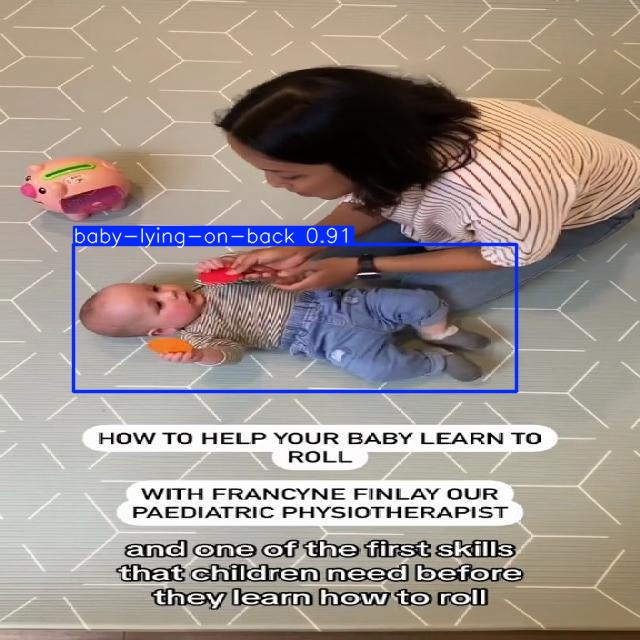 baby-lying-on-back 0.91
HOW TO HELP YOUR BABY LEARN TO
ROLL
WITH FRANCYNE FINLAY OUR
PAEDIATRIC PHYSIOTHERAPIST
and one of the first skills
that children need before
they learn how to roll